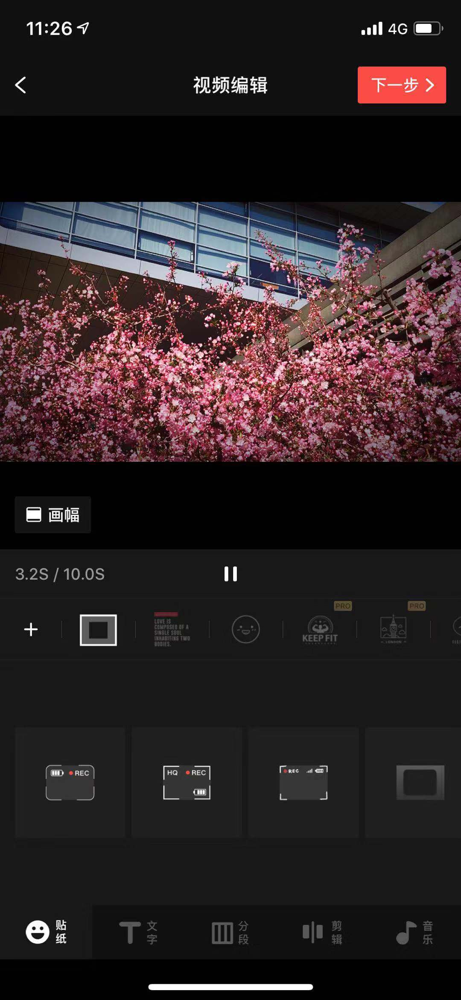 11:26
4G
视频编辑
下一步
画幅
3.2S / 10.0S
PRO
PRO
LOVE IS
COMPOSED OF A
SINGLE SOUL
INHABITING TWO
BODIES.
KEEP FIT
LONDON
REC
HQ
REC
REC
贴纸
文字
分段
剪辑
音乐